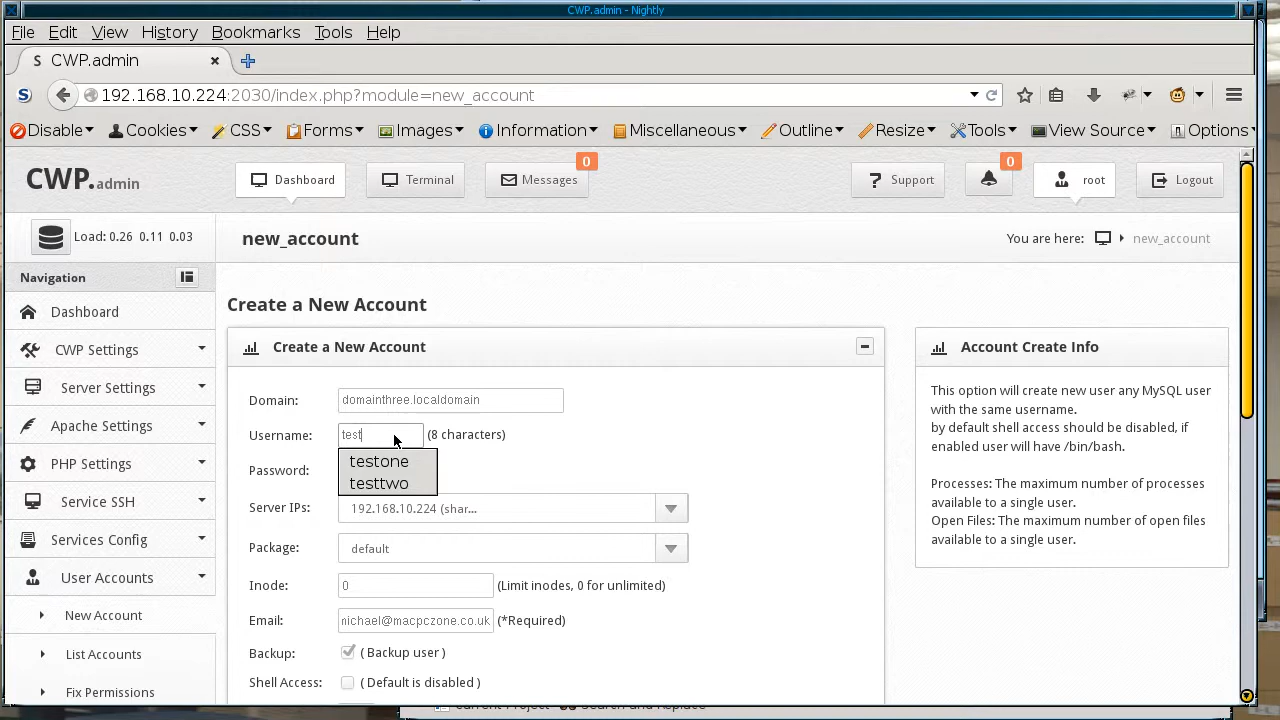 CWP.admin - Nightly
File Edit View History Bookmarks Tools Help
S CWP.admin
S 192.168.10.224:2030/index.php?module=new_account
Disable Cookies CSS Forms Images Information Miscellaneous Outline Resize Tools View Source Options
CWP.admin Dashboard Terminal Messages 0 Support 0 root Logout
Load: 0.26 0.11 0.03 new_account You are here: new_account
Navigation
Dashboard
CWP Settings
Server Settings
Apache Settings
PHP Settings
Service SSH
Services Config
User Accounts
New Account
List Accounts
Fix Permissions
Create a New Account
Create a New Account
Domain: domainthree.localdomain
Username: test (8 characters)
testone
testtwo
Password:
Server IPs: 192.168.10.224 (shar...
Package: default
Inode: 0 (Limit inodes, 0 for unlimited)
Email: nichael@macpczone.co.uk (*Required)
Backup: ( Backup user )
Shell Access: ( Default is disabled )
Account Create Info
This option will create new user any MySQL user
with the same username.
by default shell access should be disabled, if
enabled user will have /bin/bash.
Processes: The maximum number of processes
available to a single user.
Open Files: The maximum number of open files
available to a single user.
Current Project Search and Replace